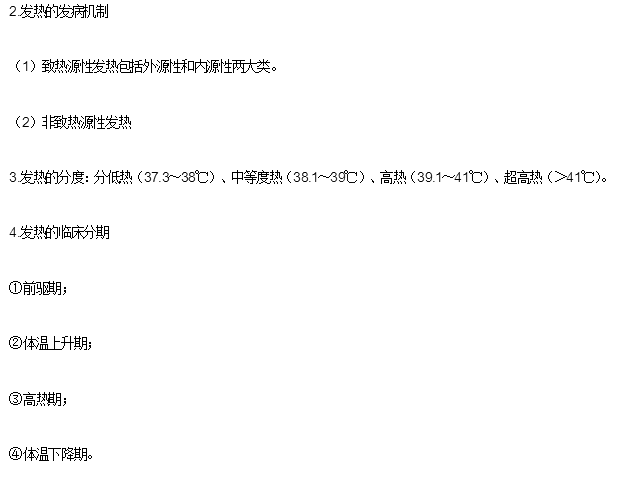 2.发热的发病机制
（1）致热源性发热包括外源性和内源性两大类。
（2）非致热源性发热
3.发热的分度：分低热（37.3～38℃）、中等度热（38.1～39℃）、高热（39.1～41℃）、超高热（＞41℃）。
4.发热的临床分期
①前驱期；
②体温上升期；
③高热期；
④体温下降期。